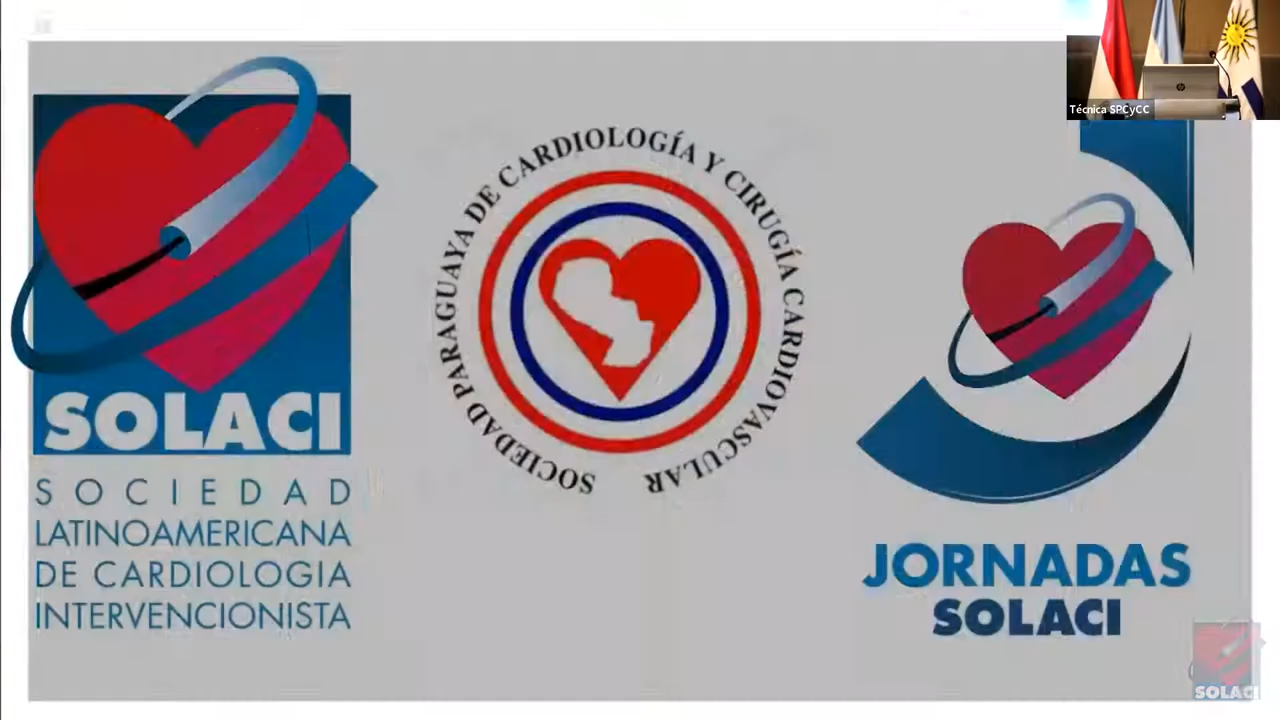 Técnica SPCyCC
SOLACI
SOCIEDAD
LATINOAMERICANA
DE CARDIOLOGIA
INTERVENCIONISTA
SOCIEDAD PARAGUAYA DE CARDIOLOGÍA Y CIRUGÍA CARDIOVASCULAR
JORNADAS
SOLACI
SOLACI